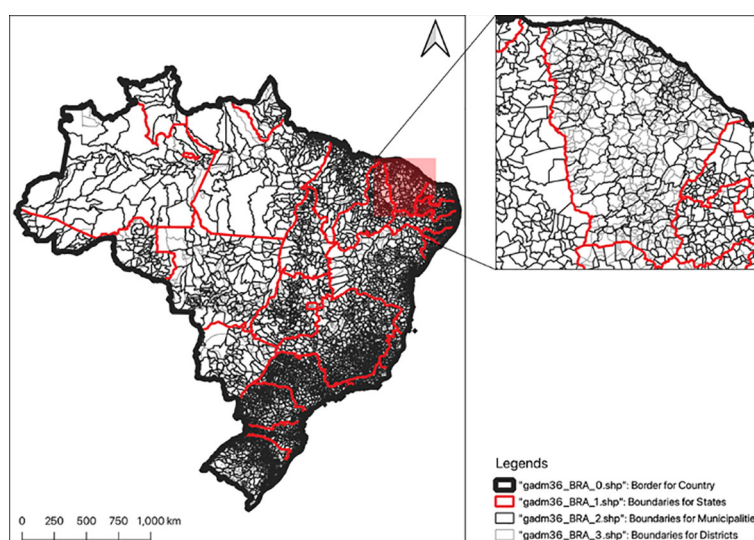 Legends
"gadm36_BRA_0.shp": Border for Country
"gadm36_BRA_1.shp": Boundaries for States
"gadm36_BRA_2.shp": Boundaries for Municipalities
"gadm36_BRA_3.shp": Boundaries for Districts
0 250 500 750 1,000 km